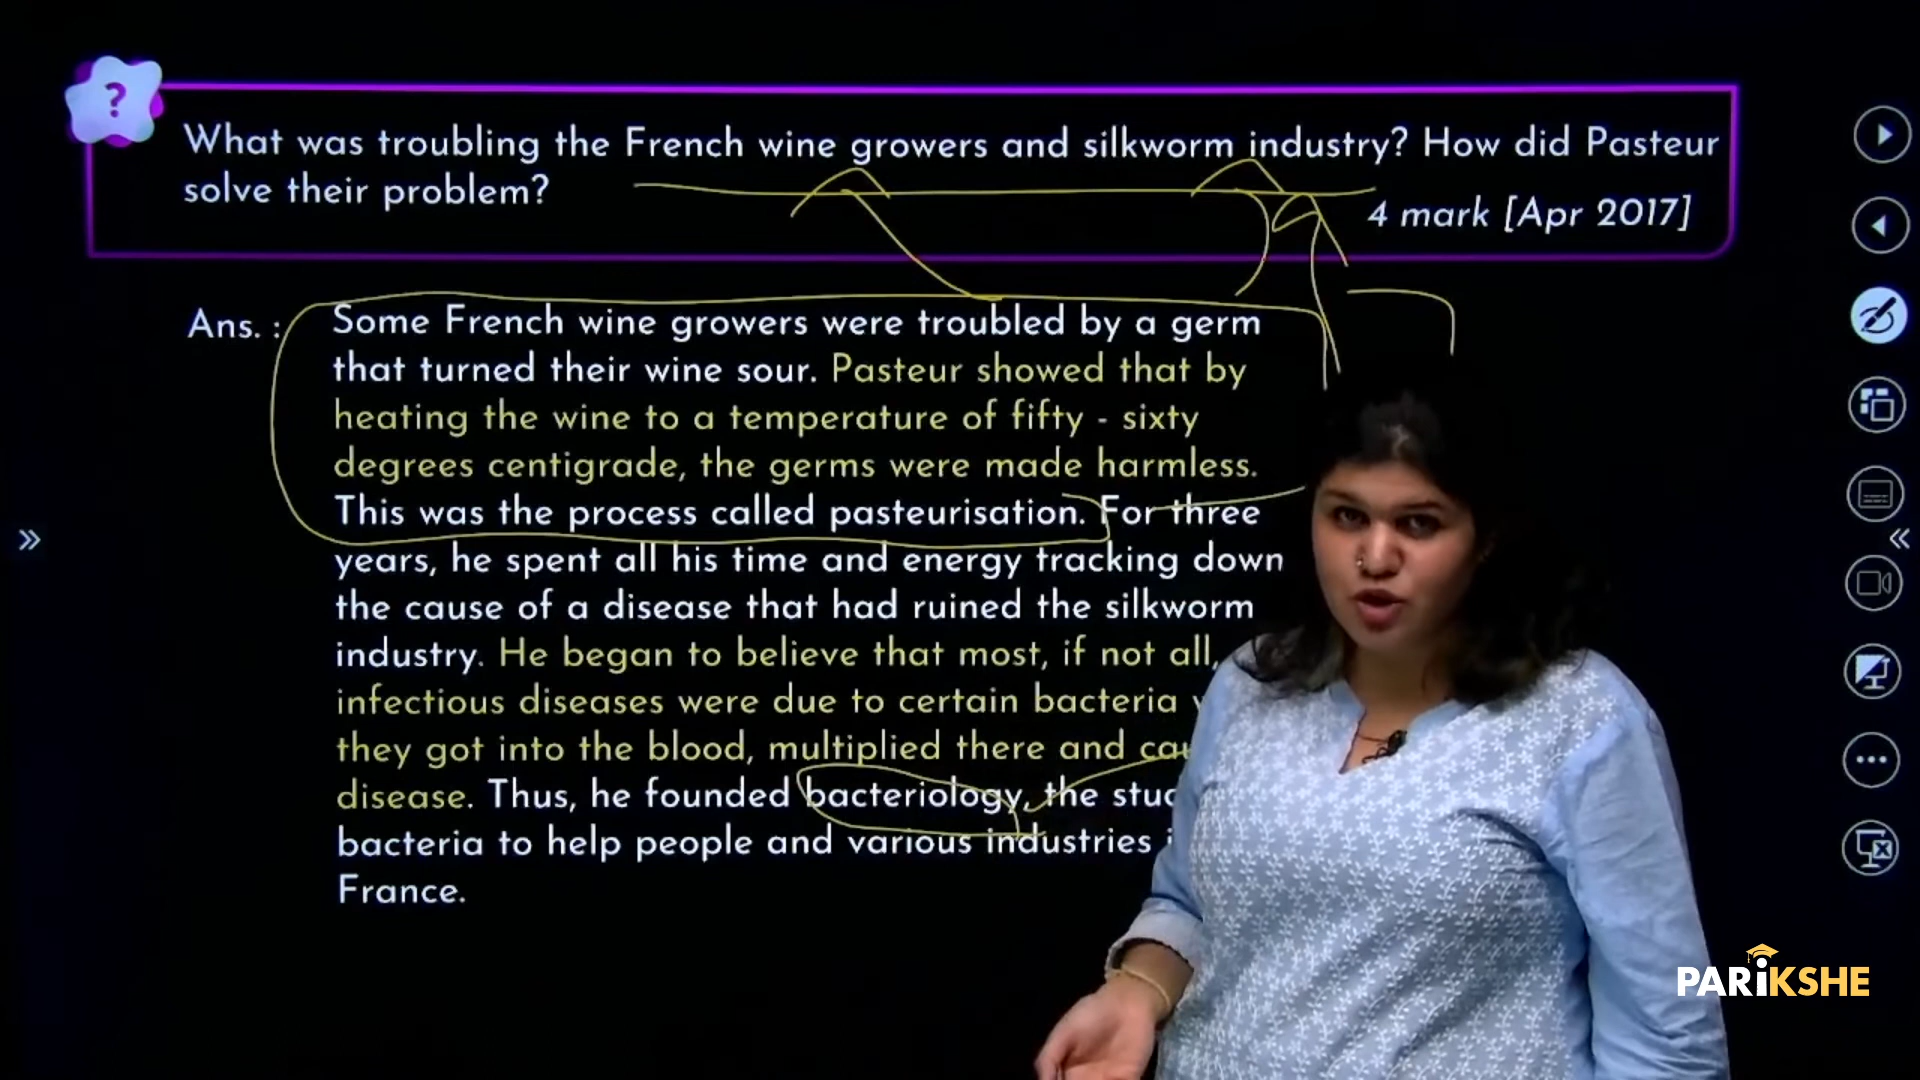 ?
What was troubling the French wine growers and silkworm industry? How did Pasteur
solve their problem?
4 mark [Apr 2017]
Ans. : Some French wine growers were troubled by a germ
that turned their wine sour. Pasteur showed that by
heating the wine to a temperature of fifty - sixty
degrees centigrade, the germs were made harmless.
This was the process called pasteurisation. For three
years, he spent all his time and energy tracking down
the cause of a disease that had ruined the silkworm
industry. He began to believe that most, if not all,
infectious diseases were due to certain bacteria
they got into the blood, multiplied there and
disease. Thus, he founded bacteriology, the
bacteria to help people and various industries
France.
PARiKSHE